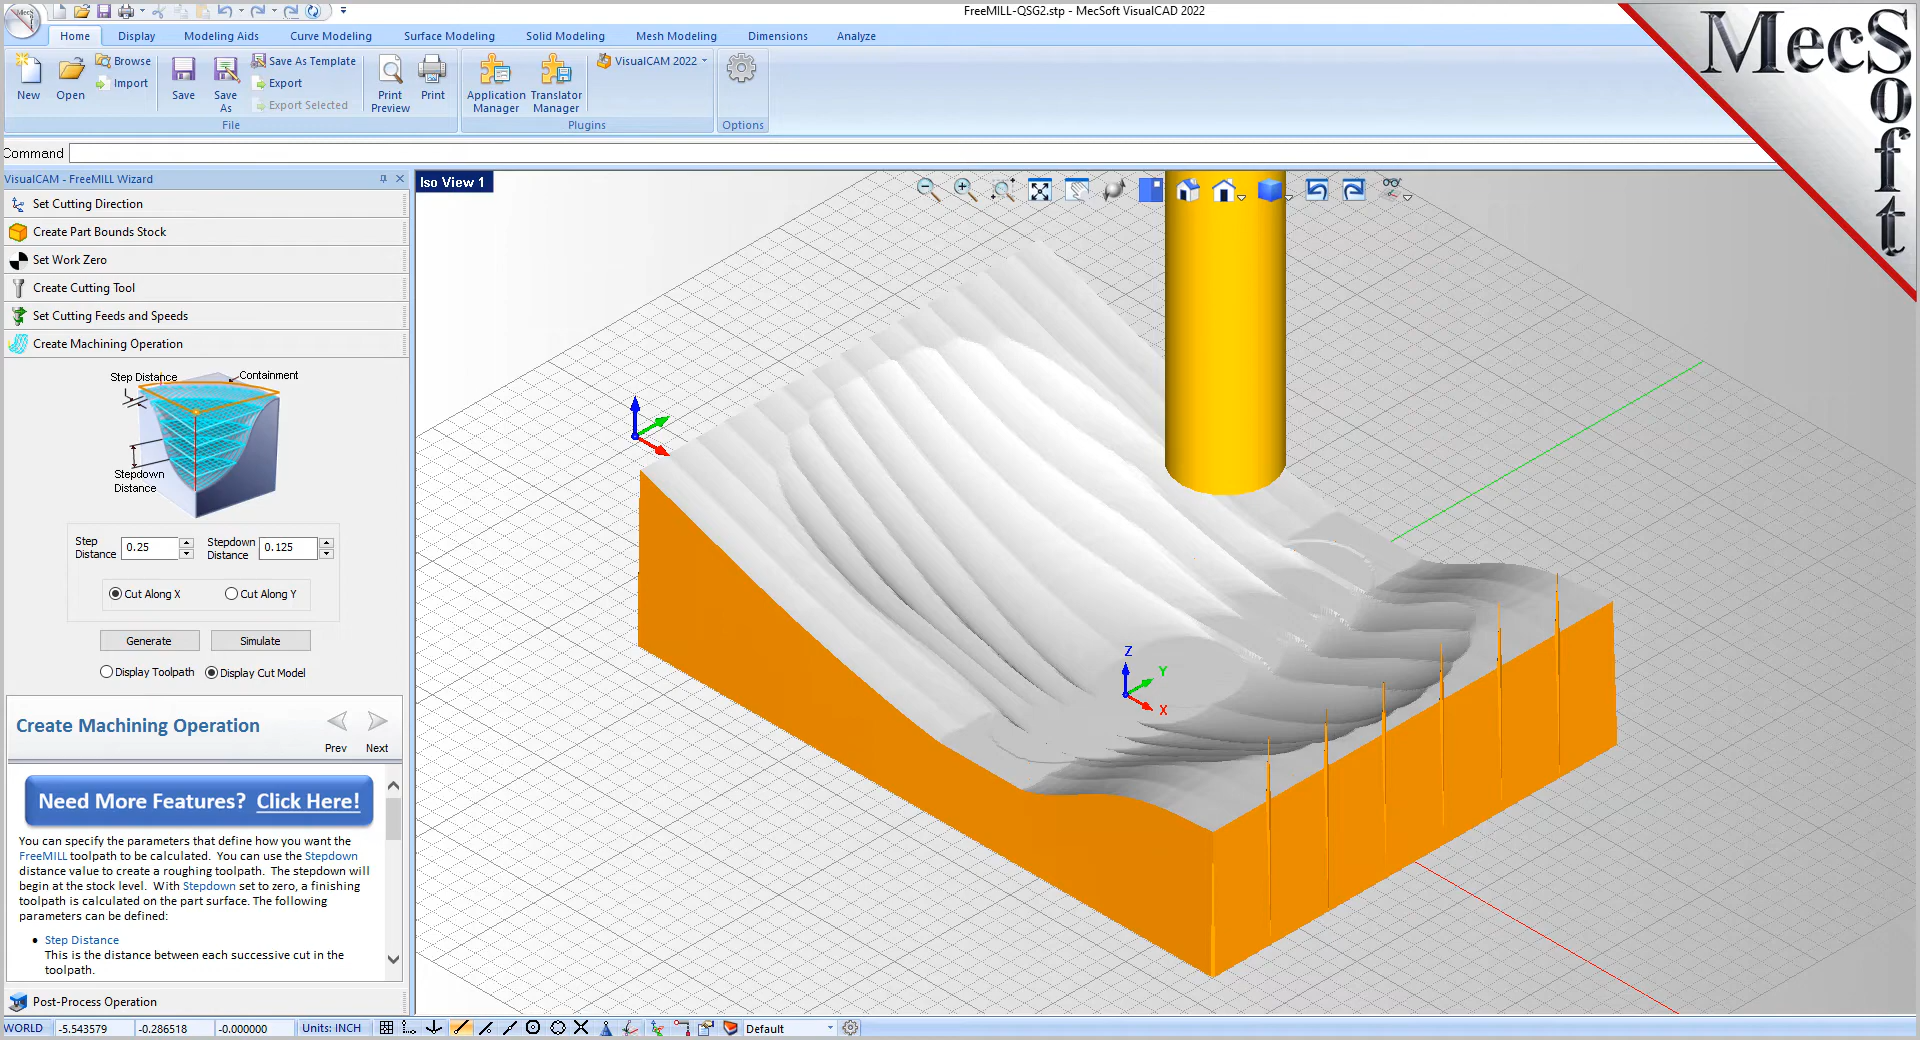 FreeMILL-QSG2.stp - MecSoft VisualCAD 2022
MecSoft
Home
Display
Modeling Aids
Curve Modeling
Surface Modeling
Solid Modeling
Mesh Modeling
Dimensions
Analyze
New
Open
Browse
Import
Save
Save As
Save As Template
Export
Export Selected
Print Preview
Print
Application Manager
Translator Manager
VisualCAM 2022
File
Plugins
Options
Command
VisualCAM - FreeMILL Wizard
Iso View 1
Set Cutting Direction
Create Part Bounds Stock
Set Work Zero
Create Cutting Tool
Set Cutting Feeds and Speeds
Create Machining Operation
Step Distance
Containment
Stepdown
Distance
Step Distance
0.25
Stepdown Distance
0.125
Cut Along X
Cut Along Y
Generate
Simulate
Display Toolpath
Display Cut Model
Create Machining Operation
Prev
Next
Need More Features? Click Here!
You can specify the parameters that define how you want the
FreeMILL toolpath to be calculated. You can use the Stepdown
distance value to create a roughing toolpath. The stepdown will
begin at the stock level. With Stepdown set to zero, a finishing
toolpath is calculated on the part surface. The following
parameters can be defined:
• Step Distance
This is the distance between each successive cut in the
toolpath.
Z
Y
X
Post-Process Operation
WORLD
-5.543579
-0.286518
-0.000000
Units: INCH
Default